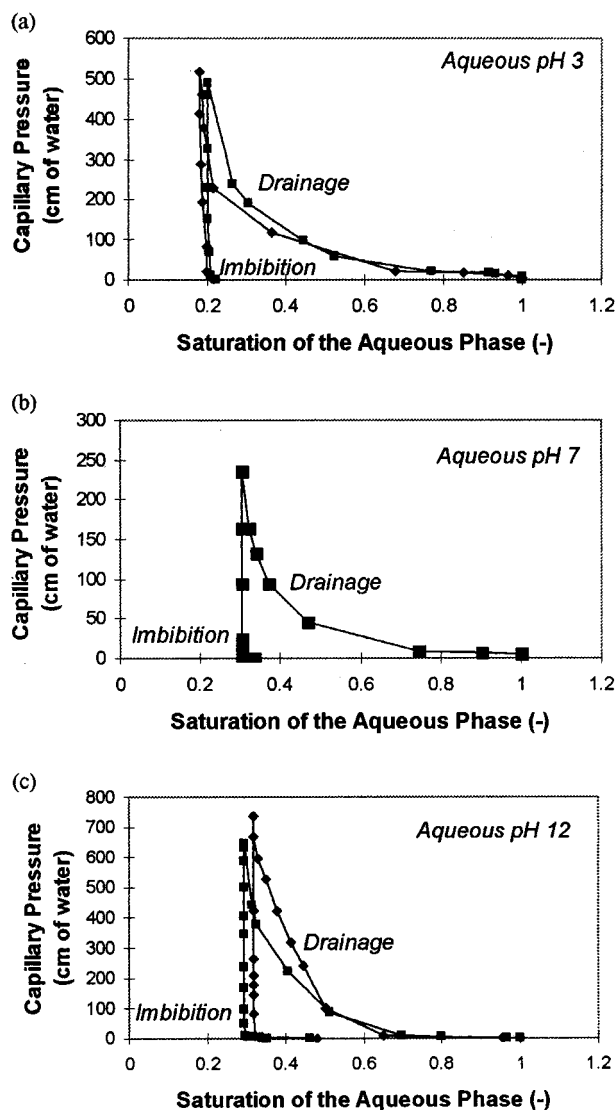 (a)
600
500
400
300
200
100
0
Aqueous pH 3
Drainage
Imbibition
Capillary Pressure
(cm of water)
0
0.2
0.4
0.6
0.8
1
1.2
Saturation of the Aqueous Phase (-)
(b)
300
250
200
150
100
50
0
Aqueous pH 7
Drainage
Imbibition
Capillary Pressure
(cm of water)
0
0.2
0.4
0.6
0.8
1
1.2
Saturation of the Aqueous Phase (-)
(c)
800
700
600
500
400
300
200
100
0
Aqueous pH 12
Drainage
Imbibition
Capillary Pressure
(cm of water)
0
0.2
0.4
0.6
0.8
1
1.2
Saturation of the Aqueous Phase (-)